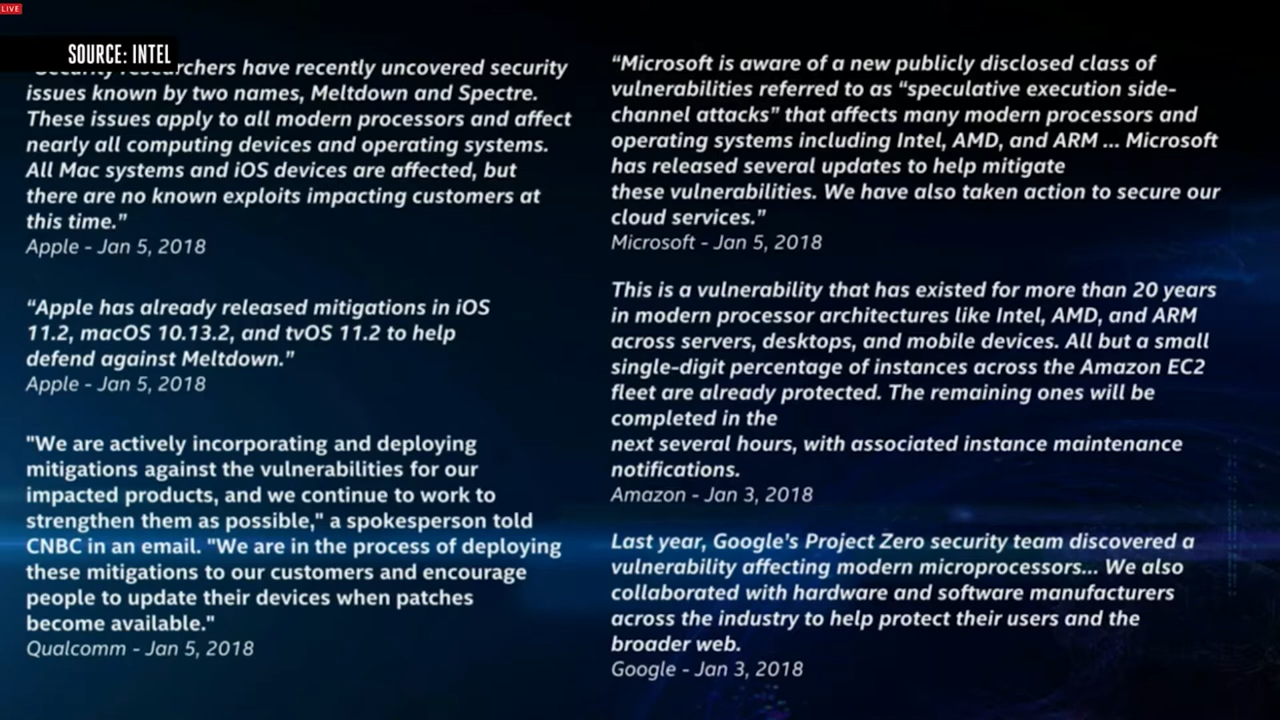 LIVE
SOURCE: INTEL
"Security researchers have recently uncovered security
issues known by two names, Meltdown and Spectre.
These issues apply to all modern processors and affect
nearly all computing devices and operating systems.
All Mac systems and iOS devices are affected, but
there are no known exploits impacting customers at
this time.”
Apple - Jan 5, 2018
“Apple has already released mitigations in iOS
11.2, macOS 10.13.2, and tvOS 11.2 to help
defend against Meltdown.”
Apple - Jan 5, 2018
"We are actively incorporating and deploying
mitigations against the vulnerabilities for our
impacted products, and we continue to work to
strengthen them as possible," a spokesperson told
CNBC in an email. "We are in the process of deploying
these mitigations to our customers and encourage
people to update their devices when patches
become available."
Qualcomm - Jan 5, 2018
“Microsoft is aware of a new publicly disclosed class of
vulnerabilities referred to as “speculative execution side-
channel attacks” that affects many modern processors and
operating systems including Intel, AMD, and ARM ... Microsoft
has released several updates to help mitigate
these vulnerabilities. We have also taken action to secure our
cloud services.”
Microsoft - Jan 5, 2018
This is a vulnerability that has existed for more than 20 years
in modern processor architectures like Intel, AMD, and ARM
across servers, desktops, and mobile devices. All but a small
single-digit percentage of instances across the Amazon EC2
fleet are already protected. The remaining ones will be
completed in the
next several hours, with associated instance maintenance
notifications.
Amazon - Jan 3, 2018
Last year, Google’s Project Zero security team discovered a
vulnerability affecting modern microprocessors... We also
collaborated with hardware and software manufacturers
across the industry to help protect their users and the
broader web.
Google - Jan 3, 2018